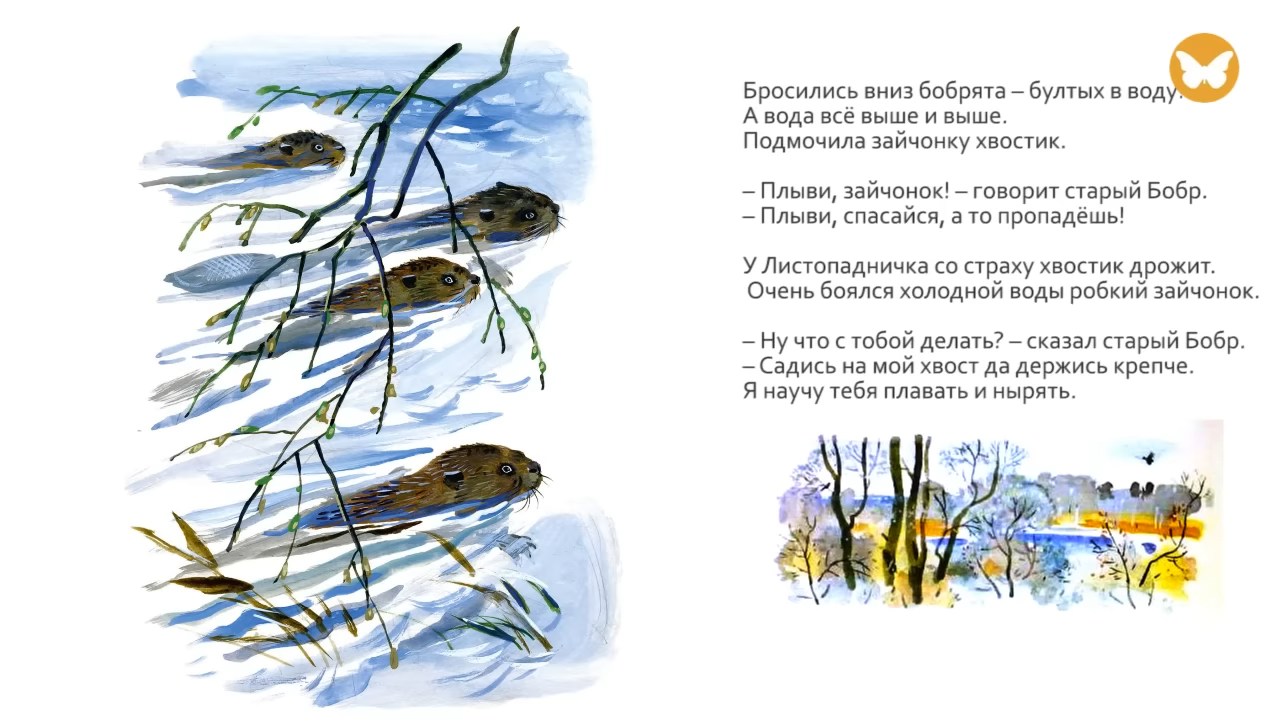 Бросились вниз бобрята – бултых в воду.
А вода всё выше и выше.
Подмочила зайчонку хвостик.
– Плыви, зайчонок! – говорит старый Бобр.
– Плыви, спасайся, а то пропадёшь!
У Листопадничка со страху хвостик дрожит.
Очень боялся холодной воды робкий зайчонок.
– Ну что с тобой делать? – сказал старый Бобр.
– Садись на мой хвост да держись крепче.
Я научу тебя плавать и нырять.